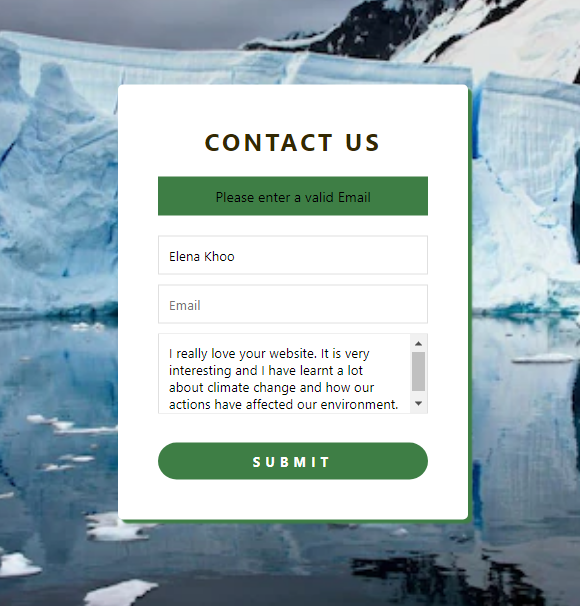 CONTACT US
Please enter a valid Email
Elena Khoo
Email
I really love your website. It is very
interesting and I have learnt a lot
about climate change and how our
actions have affected our environment.
SUBMIT